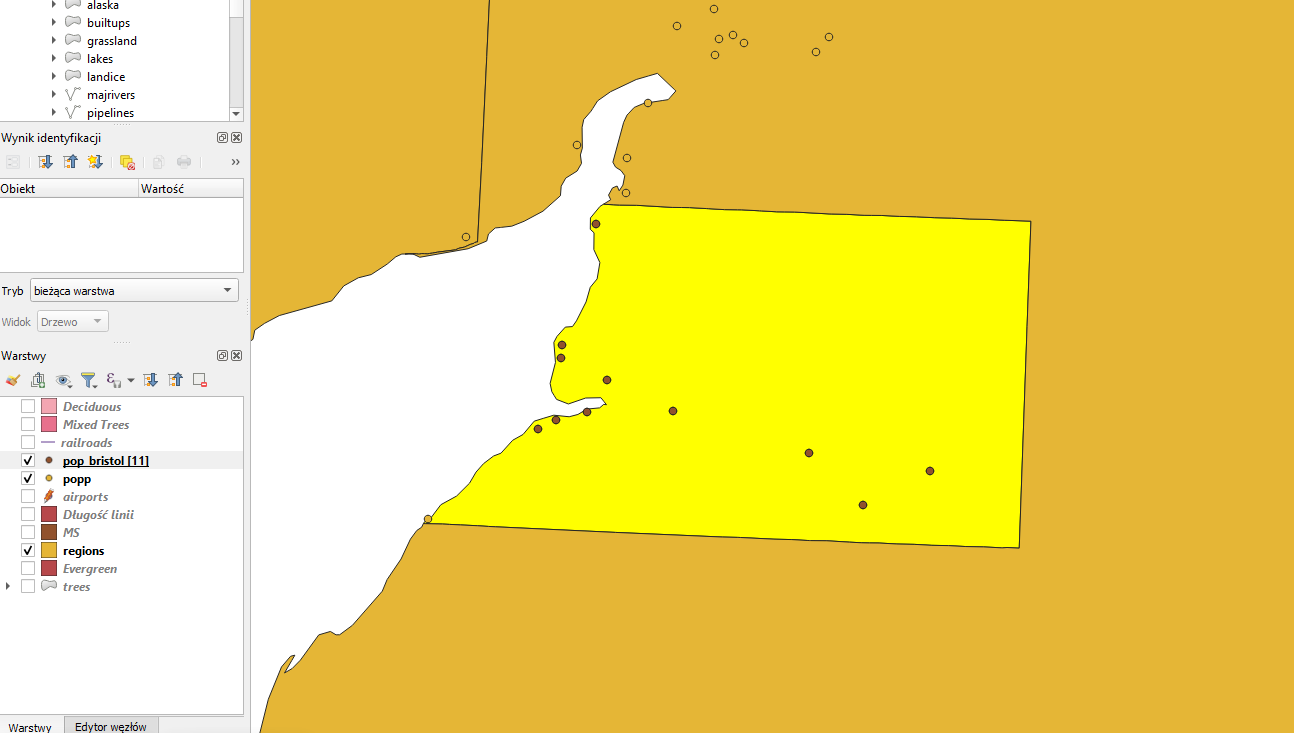 alaska
builtups
grassland
lakes
landice
majrivers
pipelines
Wynik identyfikacji
»
Obiekt Wartość
Tryb bieżąca warstwa
Widok Drzewo
Warstwy
Deciduous
Mixed Trees
railroads
pop_bristol [11]
popp
airports
Długość linii
MS
regions
Evergreen
trees
Warstwy Edytor węzłów